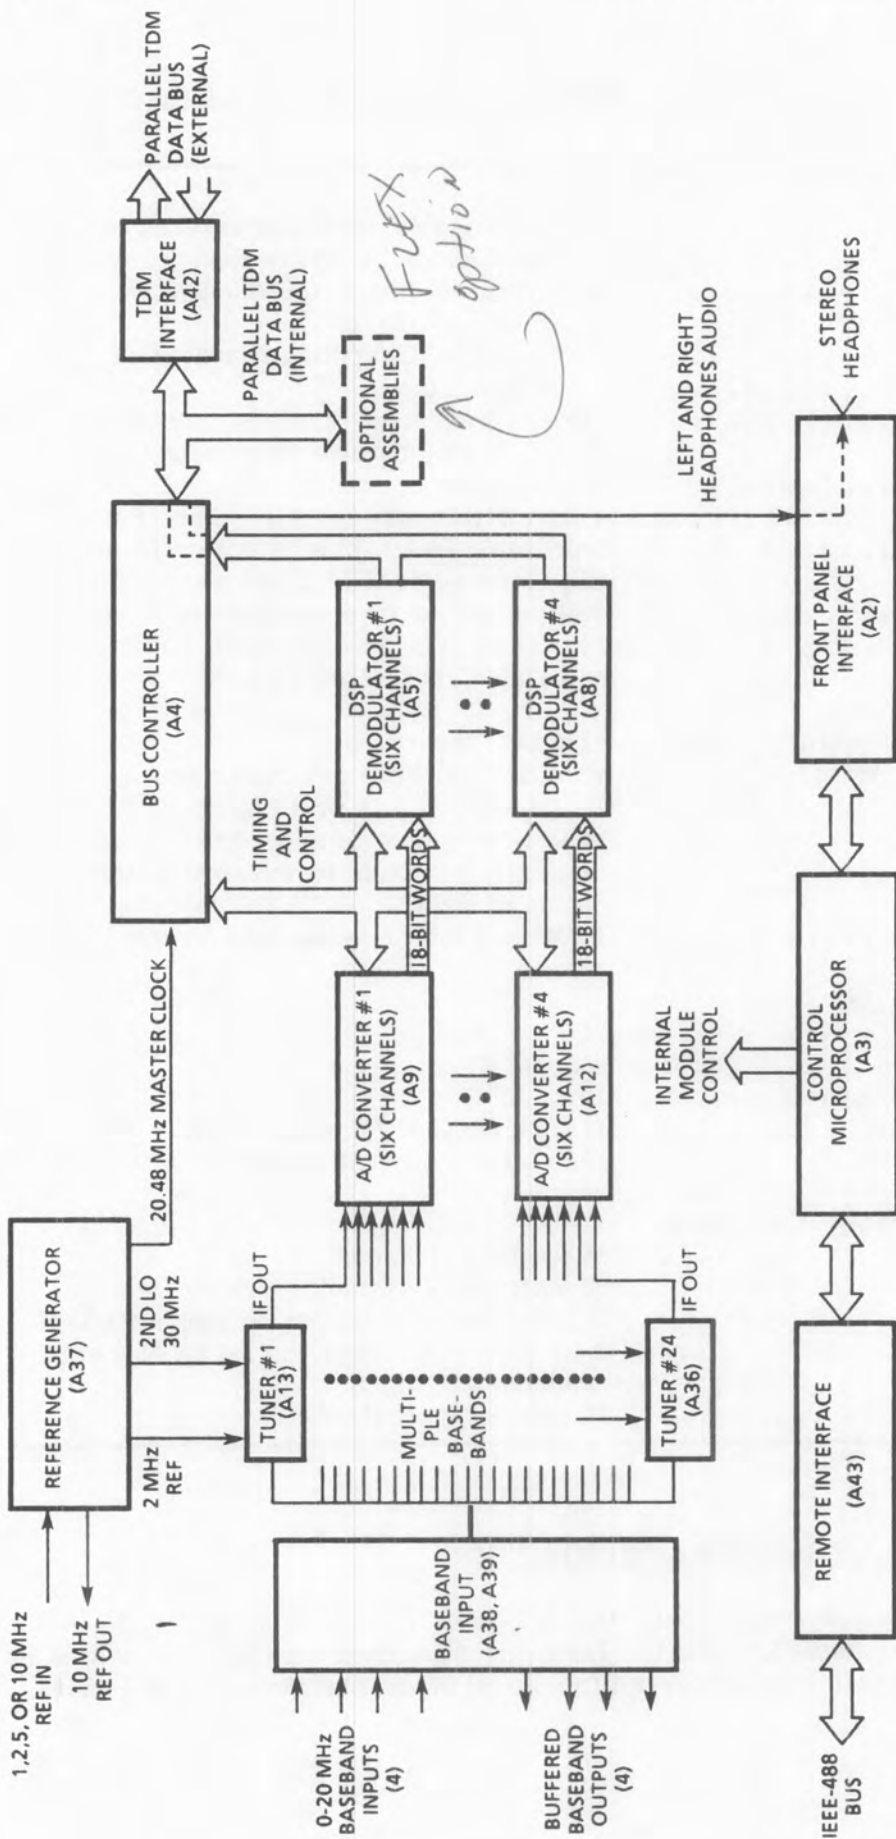 1,2,5, OR 10 MHz
REF IN
10 MHz
REF OUT
REFERENCE GENERATOR
(A37)
2 MHz
REF
2ND LO
30 MHz
20.48 MHz MASTER CLOCK
BUS CONTROLLER
(A4)
TDM
INTERFACE
(A42)
PARALLEL TDM
DATA BUS
(EXTERNAL)
PARALLEL TDM
DATA BUS
(INTERNAL)
OPTIONAL
ASSEMBLIES
FLEX
option
TIMING
AND
CONTROL
0-20 MHz
BASEBAND
INPUTS
(4)
BUFFERED
BASEBAND
OUTPUTS
(4)
BASEBAND
INPUT
(A38, A39)
TUNER #1
(A13)
IF OUT
MULTI-
PLE
BASE-
BANDS
TUNER #24
(A36)
IF OUT
A/D CONVERTER #1
(SIX CHANNELS)
(A9)
18-BIT WORDS
DSP
DEMODULATOR #1
(SIX CHANNELS)
(A5)
A/D CONVERTER #4
(SIX CHANNELS)
(A12)
18-BIT WORDS
DSP
DEMODULATOR #4
(SIX CHANNELS)
(A8)
LEFT AND RIGHT
HEADPHONES AUDIO
INTERNAL
MODULE
CONTROL
IEEE-488
BUS
REMOTE INTERFACE
(A43)
CONTROL
MICROPROCESSOR
(A3)
FRONT PANEL
INTERFACE
(A2)
STEREO
HEADPHONES